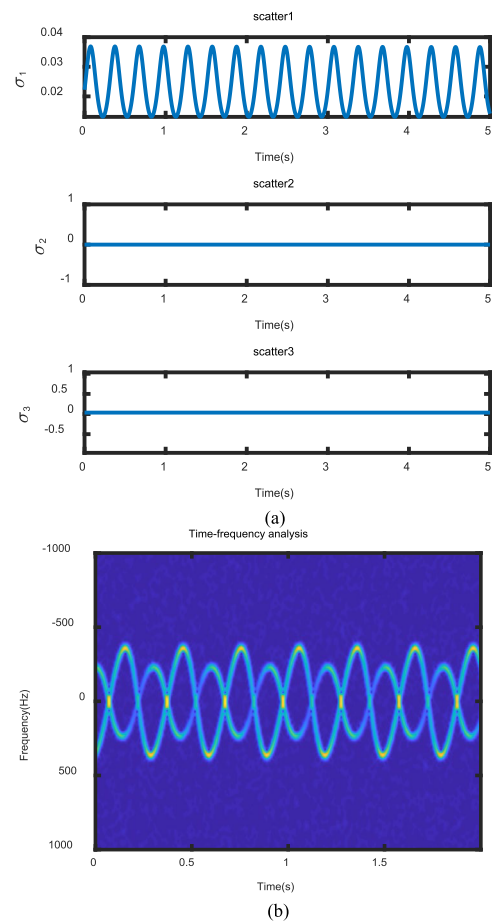 scatter1
0.04
0.03
0.02
σ1
0 1 2 3 4 5
Time(s)
scatter2
1
0
-1
σ2
0 1 2 3 4 5
Time(s)
scatter3
1
0.5
0
-0.5
σ3
0 1 2 3 4 5
Time(s)
(a)
Time-frequency analysis
-1000
-500
0
500
1000
Frequency(Hz)
0 0.5 1 1.5
Time(s)
(b)